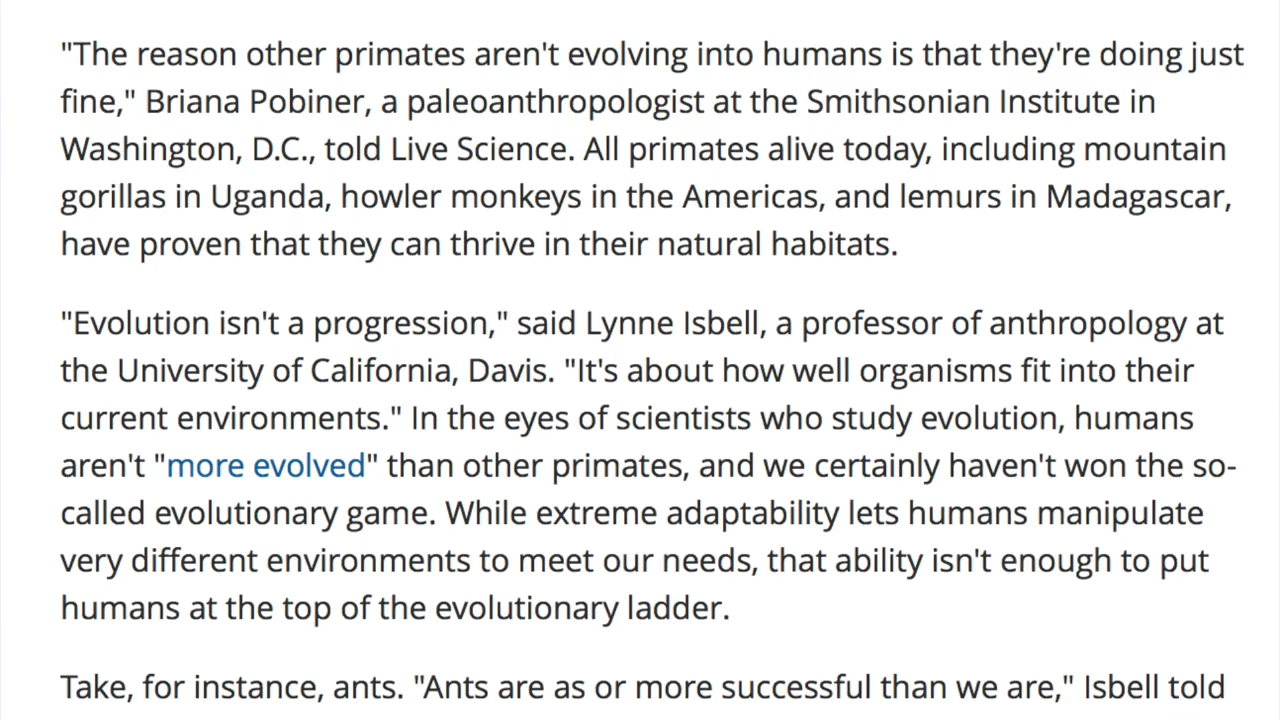 "The reason other primates aren't evolving into humans is that they're doing just
fine," Briana Pobiner, a paleoanthropologist at the Smithsonian Institute in
Washington, D.C., told Live Science. All primates alive today, including mountain
gorillas in Uganda, howler monkeys in the Americas, and lemurs in Madagascar,
have proven that they can thrive in their natural habitats.
"Evolution isn't a progression," said Lynne Isbell, a professor of anthropology at
the University of California, Davis. "It's about how well organisms fit into their
current environments." In the eyes of scientists who study evolution, humans
aren't "more evolved" than other primates, and we certainly haven't won the so-
called evolutionary game. While extreme adaptability lets humans manipulate
very different environments to meet our needs, that ability isn't enough to put
humans at the top of the evolutionary ladder.
Take, for instance, ants. "Ants are as or more successful than we are," Isbell told